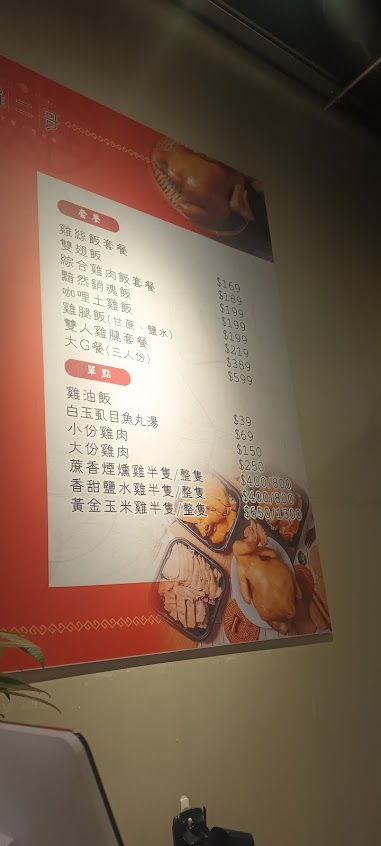 二哥
套餐
雞絲飯套餐 $169
雙翅飯 $189
綜合雞肉飯套餐 $199
黯然銷魂飯 $199
咖哩土雞飯 $199
雞腿飯(甘蔗、鹽水) $219
雙人雞腿套餐 $389
大G餐(三人份) $599
單點
雞油飯 $39
白玉虱目魚丸湯 $69
小份雞肉 $150
大份雞肉 $250
蔗香煙燻雞半隻/整隻 $400/800
香甜鹽水雞半隻/整隻 $400/800
黃金玉米雞半隻/整隻 $650/1300